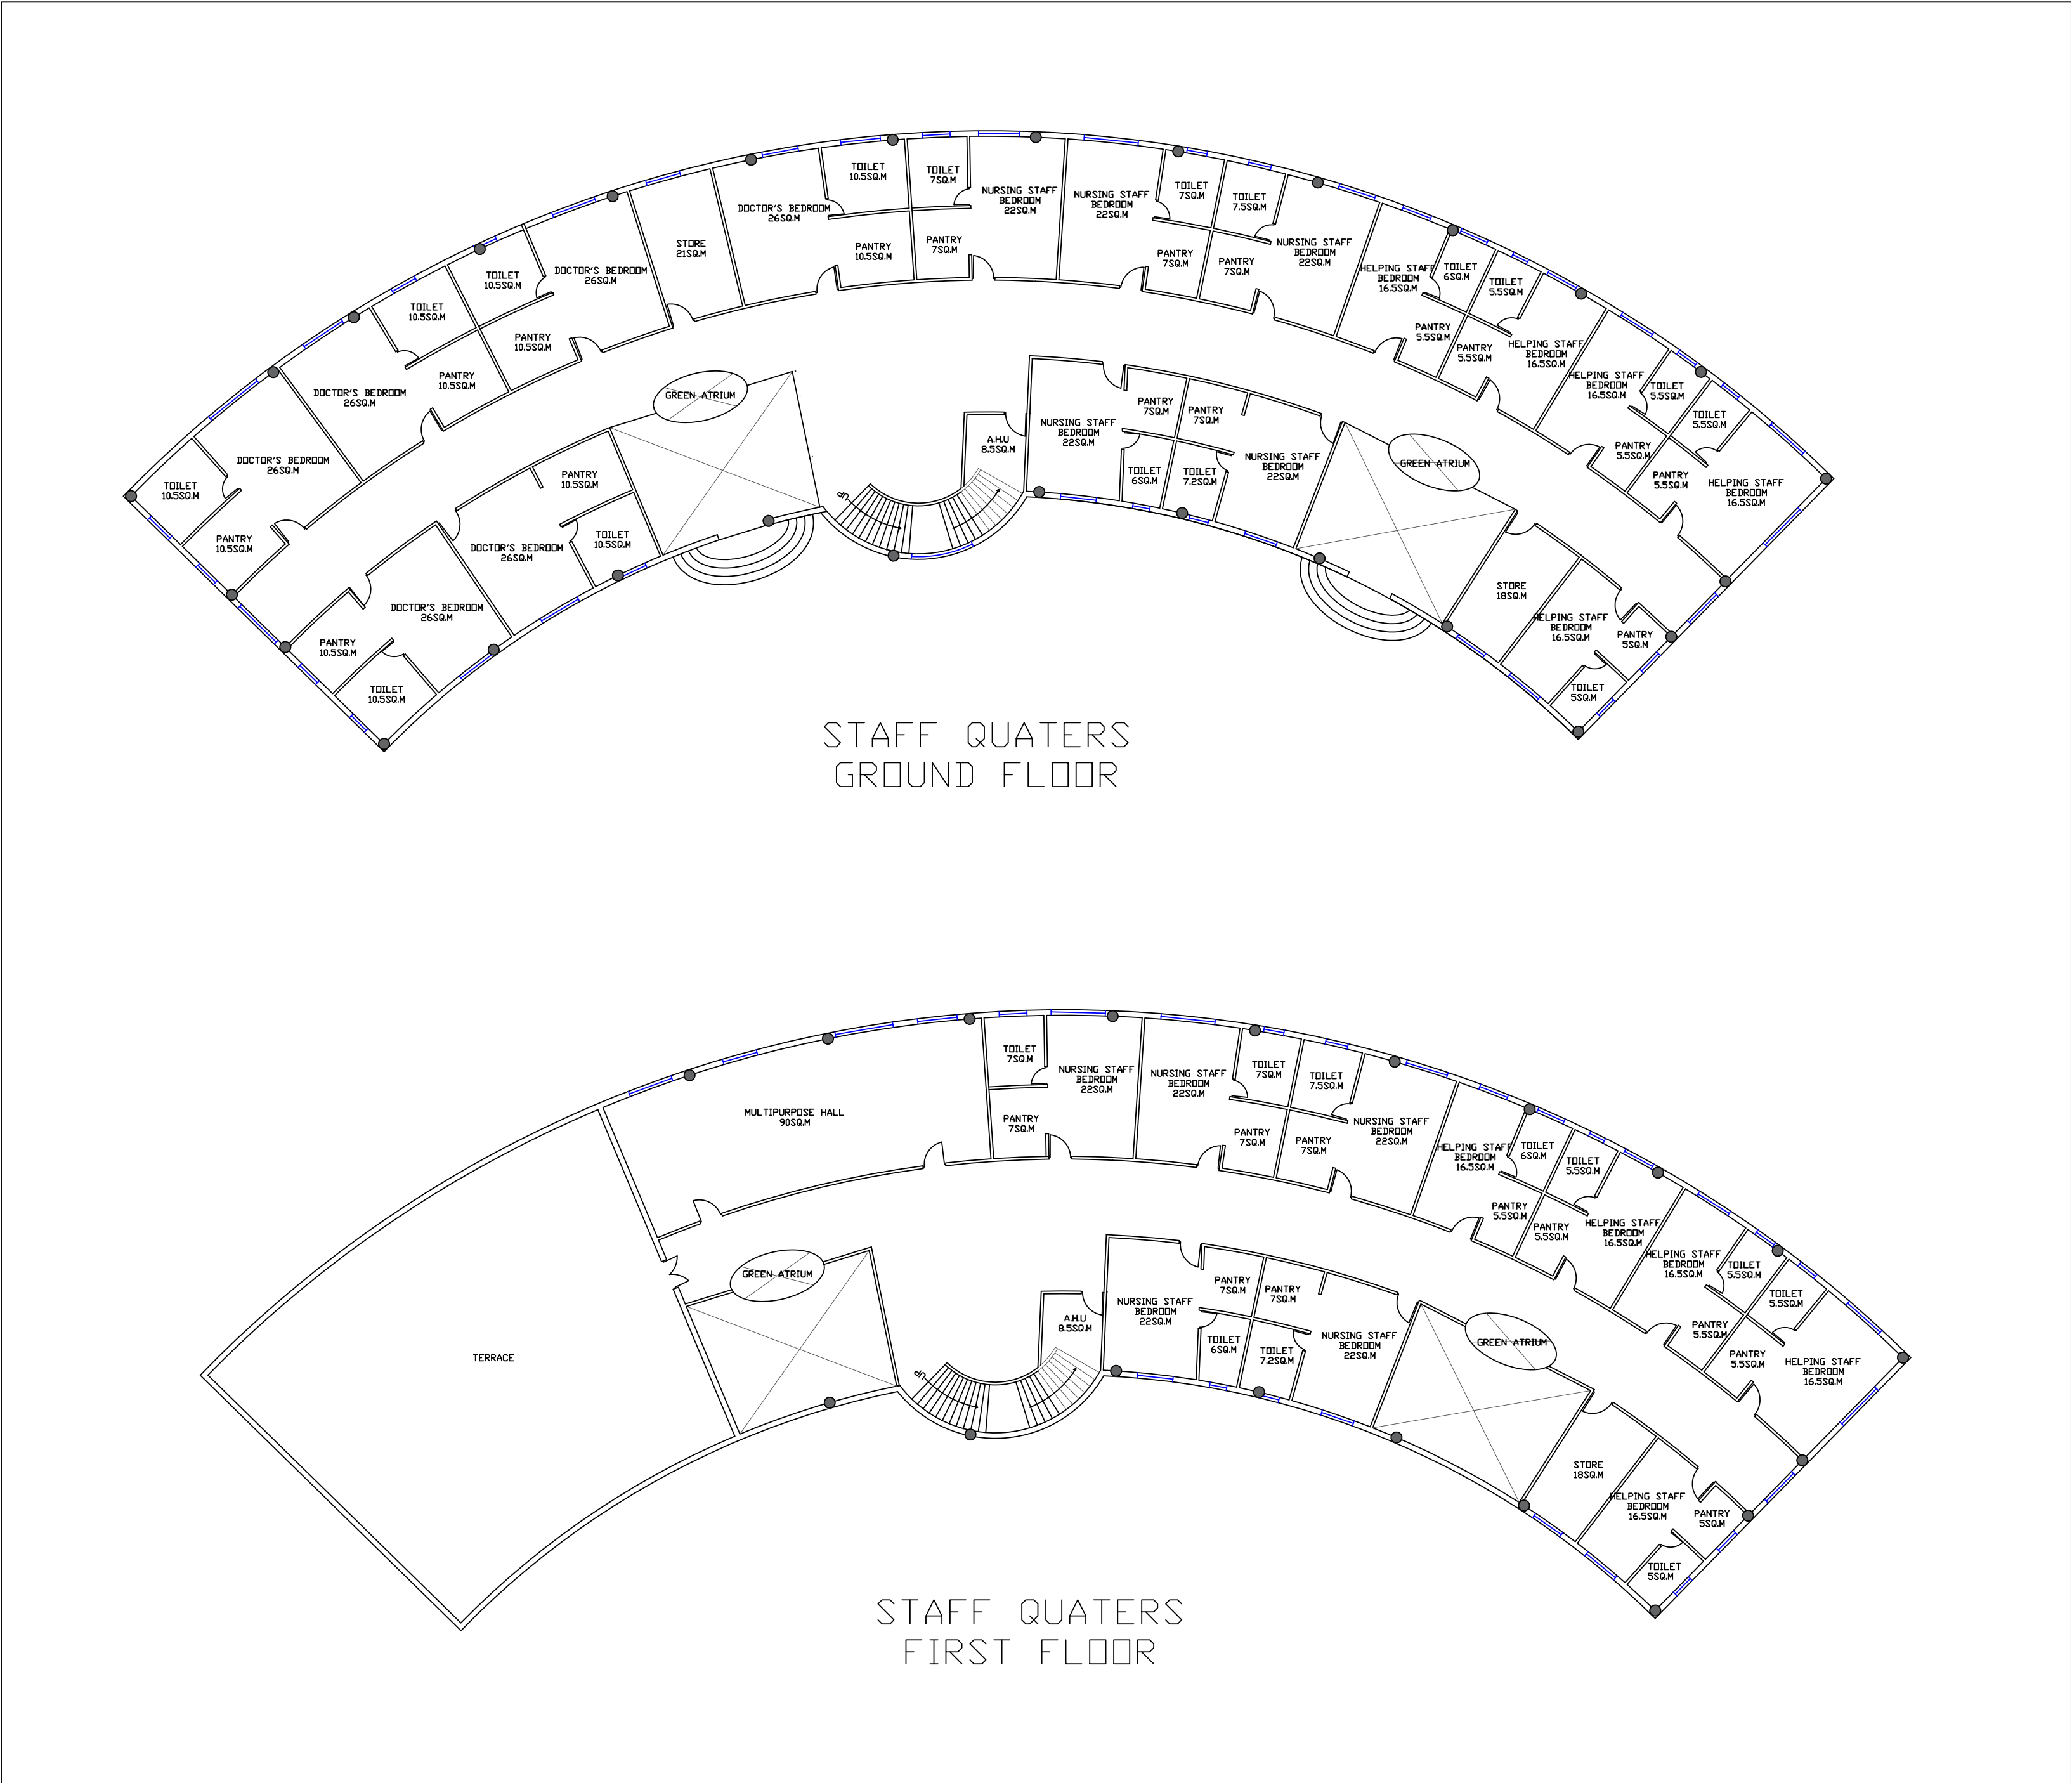 TOILET
10.5SQ.M
PANTRY
10.5SQ.M
DOCTOR'S BEDROOM
26SQ.M
DOCTOR'S BEDROOM
26SQ.M
TOILET
10.5SQ.M
PANTRY
10.5SQ.M
TOILET
10.5SQ.M
PANTRY
10.5SQ.M
DOCTOR'S BEDROOM
26SQ.M
STORE
21SQ.M
DOCTOR'S BEDROOM
26SQ.M
TOILET
10.5SQ.M
PANTRY
10.5SQ.M
TOILET
7SQ.M
PANTRY
7SQ.M
NURSING STAFF
BEDROOM
22SQ.M
NURSING STAFF
BEDROOM
22SQ.M
TOILET
7SQ.M
PANTRY
7SQ.M
TOILET
7.5SQ.M
PANTRY
7SQ.M
NURSING STAFF
BEDROOM
22SQ.M
HELPING STAFF
BEDROOM
16.5SQ.M
TOILET
6SQ.M
PANTRY
5.5SQ.M
TOILET
5.5SQ.M
PANTRY
5.5SQ.M
HELPING STAFF
BEDROOM
16.5SQ.M
HELPING STAFF
BEDROOM
16.5SQ.M
TOILET
5.5SQ.M
PANTRY
5.5SQ.M
TOILET
5.5SQ.M
PANTRY
5.5SQ.M
HELPING STAFF
BEDROOM
16.5SQ.M
PANTRY
10.5SQ.M
TOILET
10.5SQ.M
DOCTOR'S BEDROOM
26SQ.M
DOCTOR'S BEDROOM
26SQ.M
PANTRY
10.5SQ.M
TOILET
10.5SQ.M
GREEN ATRIUM
UP
A.H.U
8.5SQ.M
NURSING STAFF
BEDROOM
22SQ.M
PANTRY
7SQ.M
TOILET
6SQ.M
PANTRY
7SQ.M
TOILET
7.2SQ.M
NURSING STAFF
BEDROOM
22SQ.M
GREEN ATRIUM
STORE
18SQ.M
HELPING STAFF
BEDROOM
16.5SQ.M
PANTRY
5SQ.M
TOILET
5SQ.M
STAFF QUATERS
GROUND FLOOR
TERRACE
MULTIPURPOSE HALL
90SQ.M
TOILET
7SQ.M
PANTRY
7SQ.M
NURSING STAFF
BEDROOM
22SQ.M
NURSING STAFF
BEDROOM
22SQ.M
TOILET
7SQ.M
PANTRY
7SQ.M
TOILET
7.5SQ.M
PANTRY
7SQ.M
NURSING STAFF
BEDROOM
22SQ.M
HELPING STAFF
BEDROOM
16.5SQ.M
TOILET
6SQ.M
PANTRY
5.5SQ.M
TOILET
5.5SQ.M
PANTRY
5.5SQ.M
HELPING STAFF
BEDROOM
16.5SQ.M
HELPING STAFF
BEDROOM
16.5SQ.M
TOILET
5.5SQ.M
PANTRY
5.5SQ.M
TOILET
5.5SQ.M
PANTRY
5.5SQ.M
HELPING STAFF
BEDROOM
16.5SQ.M
GREEN ATRIUM
UP
A.H.U
8.5SQ.M
NURSING STAFF
BEDROOM
22SQ.M
PANTRY
7SQ.M
TOILET
6SQ.M
PANTRY
7SQ.M
TOILET
7.2SQ.M
NURSING STAFF
BEDROOM
22SQ.M
GREEN ATRIUM
STORE
18SQ.M
HELPING STAFF
BEDROOM
16.5SQ.M
PANTRY
5SQ.M
TOILET
5SQ.M
STAFF QUATERS
FIRST FLOOR